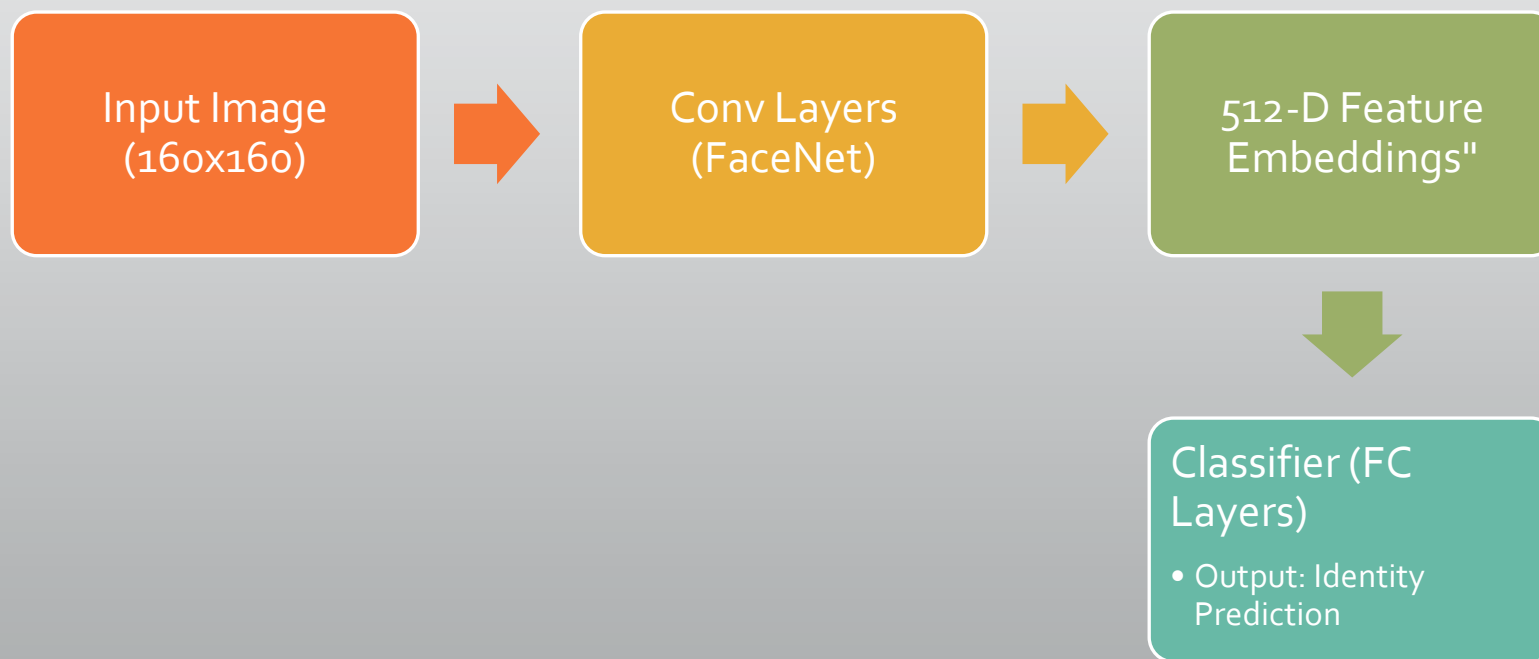 Input Image
(160x160)
Conv Layers
(FaceNet)
512-D Feature
Embeddings"
Classifier (FC
Layers)
• Output: Identity
Prediction